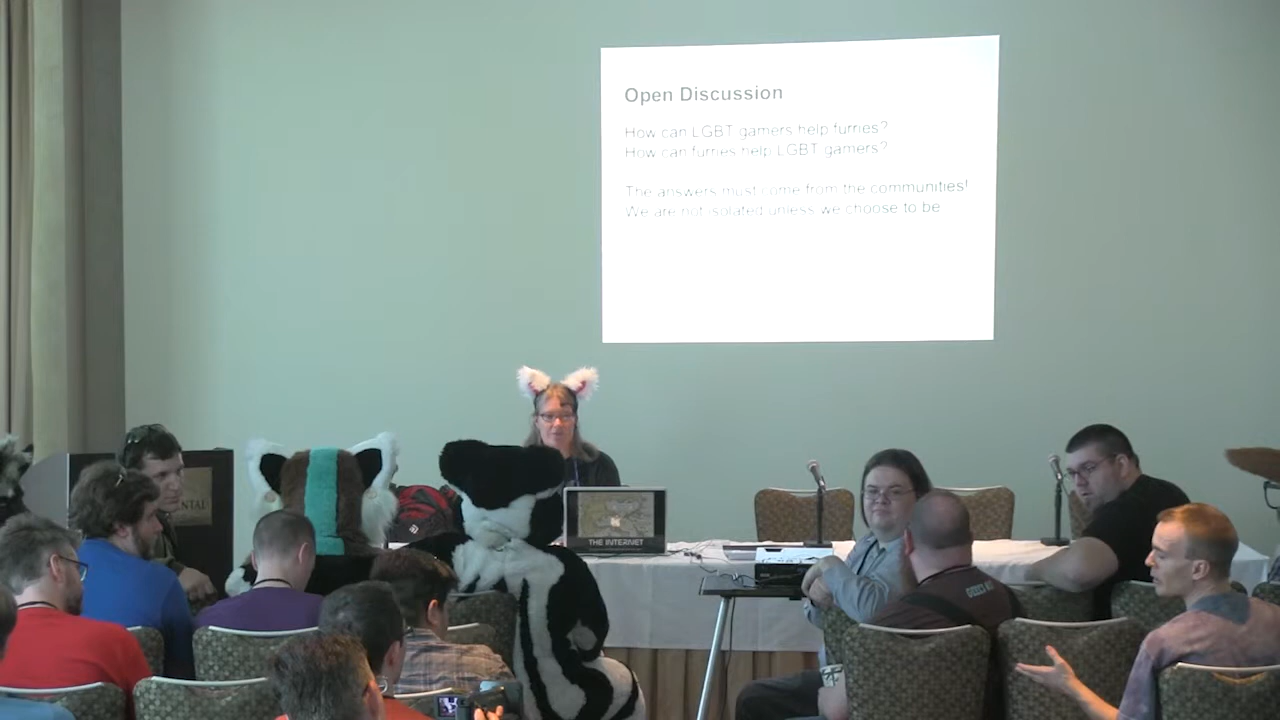 Open Discussion
How can LGBT gamers help furries?
How can furries help LGBT gamers?
The answers must come from the communities!
We are not isolated unless we choose to be
THE INTERNET